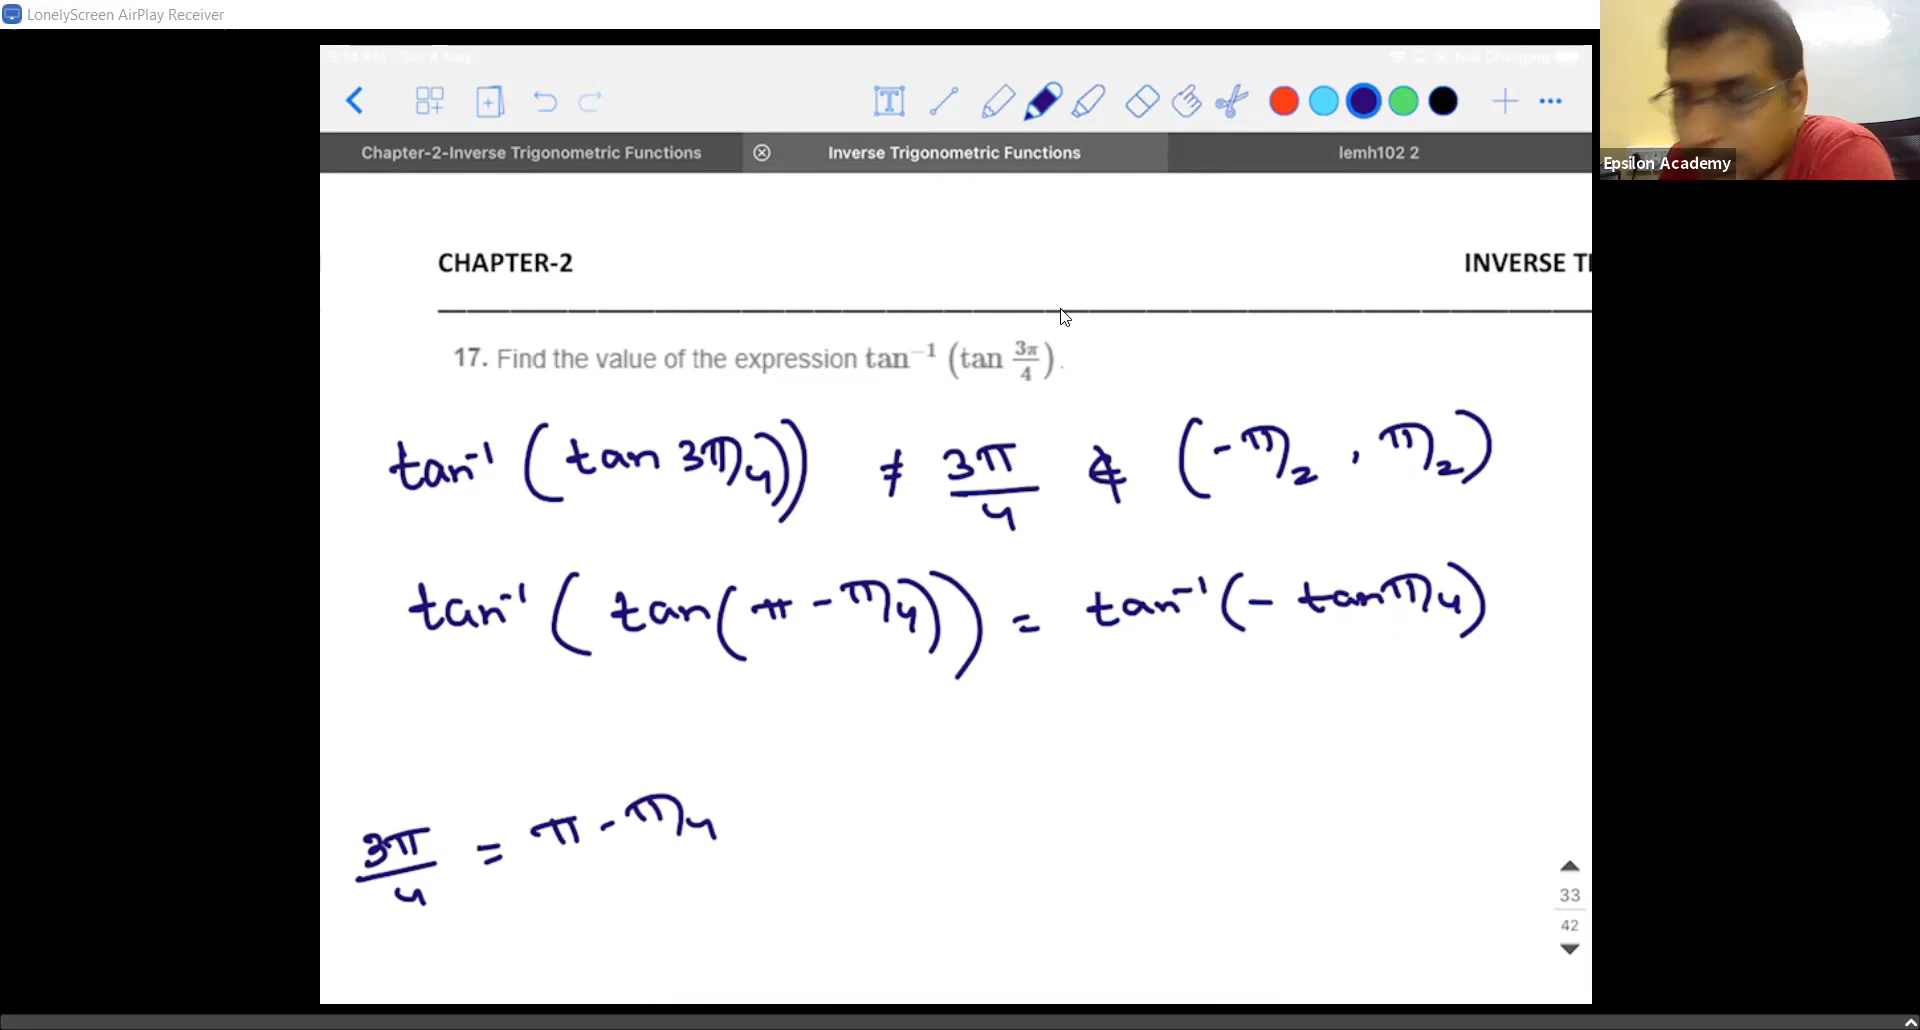 LonelyScreen AirPlay Receiver
Epsilon Academy
Chapter-2-Inverse Trigonometric Functions
Inverse Trigonometric Functions
lemh102 2
CHAPTER-2
INVERSE T
17. Find the value of the expression tan⁻¹ (tan 3π/4).
tan⁻¹ (tan 3π/4)) ≠ 3π/4 ∉ (-π/2 , π/2)
tan⁻¹ (tan(π - π/4)) = tan⁻¹(- tan π/4)
3π/4 = π - π/4
33
42